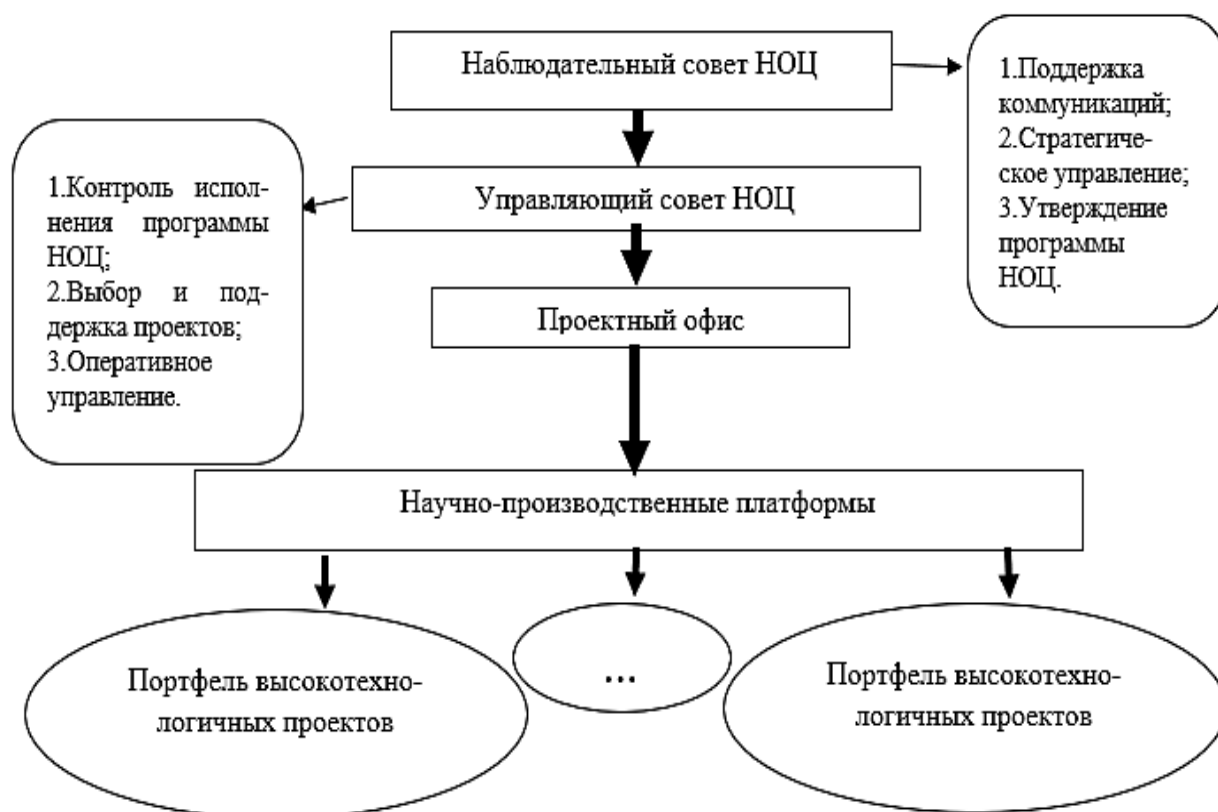 Наблюдательный совет НОЦ
1.Поддержка
коммуникаций;
2.Стратегиче-
ское управление;
3.Утверждение
программы
НОЦ.
Управляющий совет НОЦ
1.Контроль испол-
нения программы
НОЦ;
2.Выбор и под-
держка проектов;
3.Оперативное
управление.
Проектный офис
Научно-производственные платформы
Портфель высокотехно-
логичных проектов
...
Портфель высокотехно-
логичных проектов